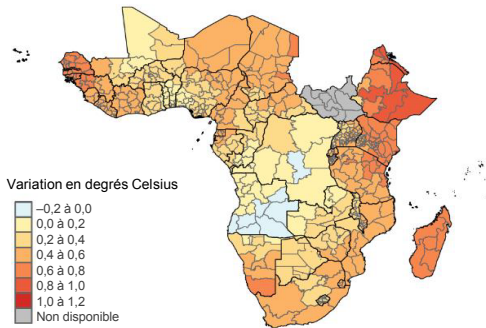 Variation en degrés Celsius
–0,2 à 0,0
0,0 à 0,2
0,2 à 0,4
0,4 à 0,6
0,6 à 0,8
0,8 à 1,0
1,0 à 1,2
Non disponible